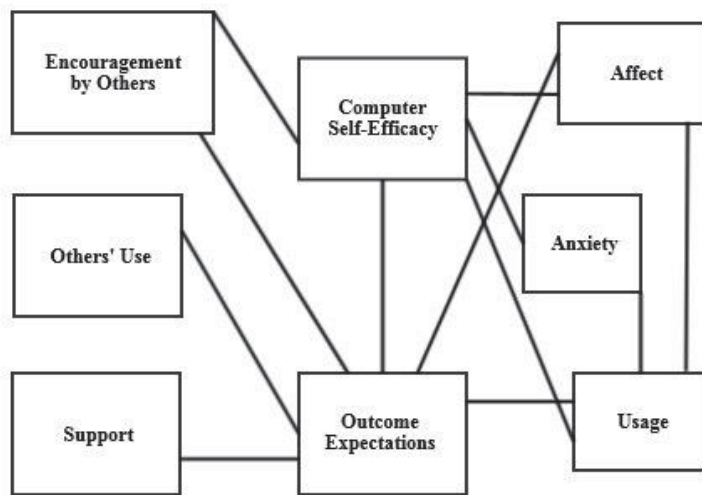 Encouragement
by Others
Computer
Self-Efficacy
Affect
Others' Use
Anxiety
Support
Outcome
Expectations
Usage